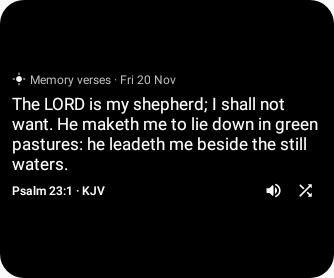 Memory verses · Fri 20 Nov
The LORD is my shepherd; I shall not
want. He maketh me to lie down in green
pastures: he leadeth me beside the still
waters.
Psalm 23:1 · KJV